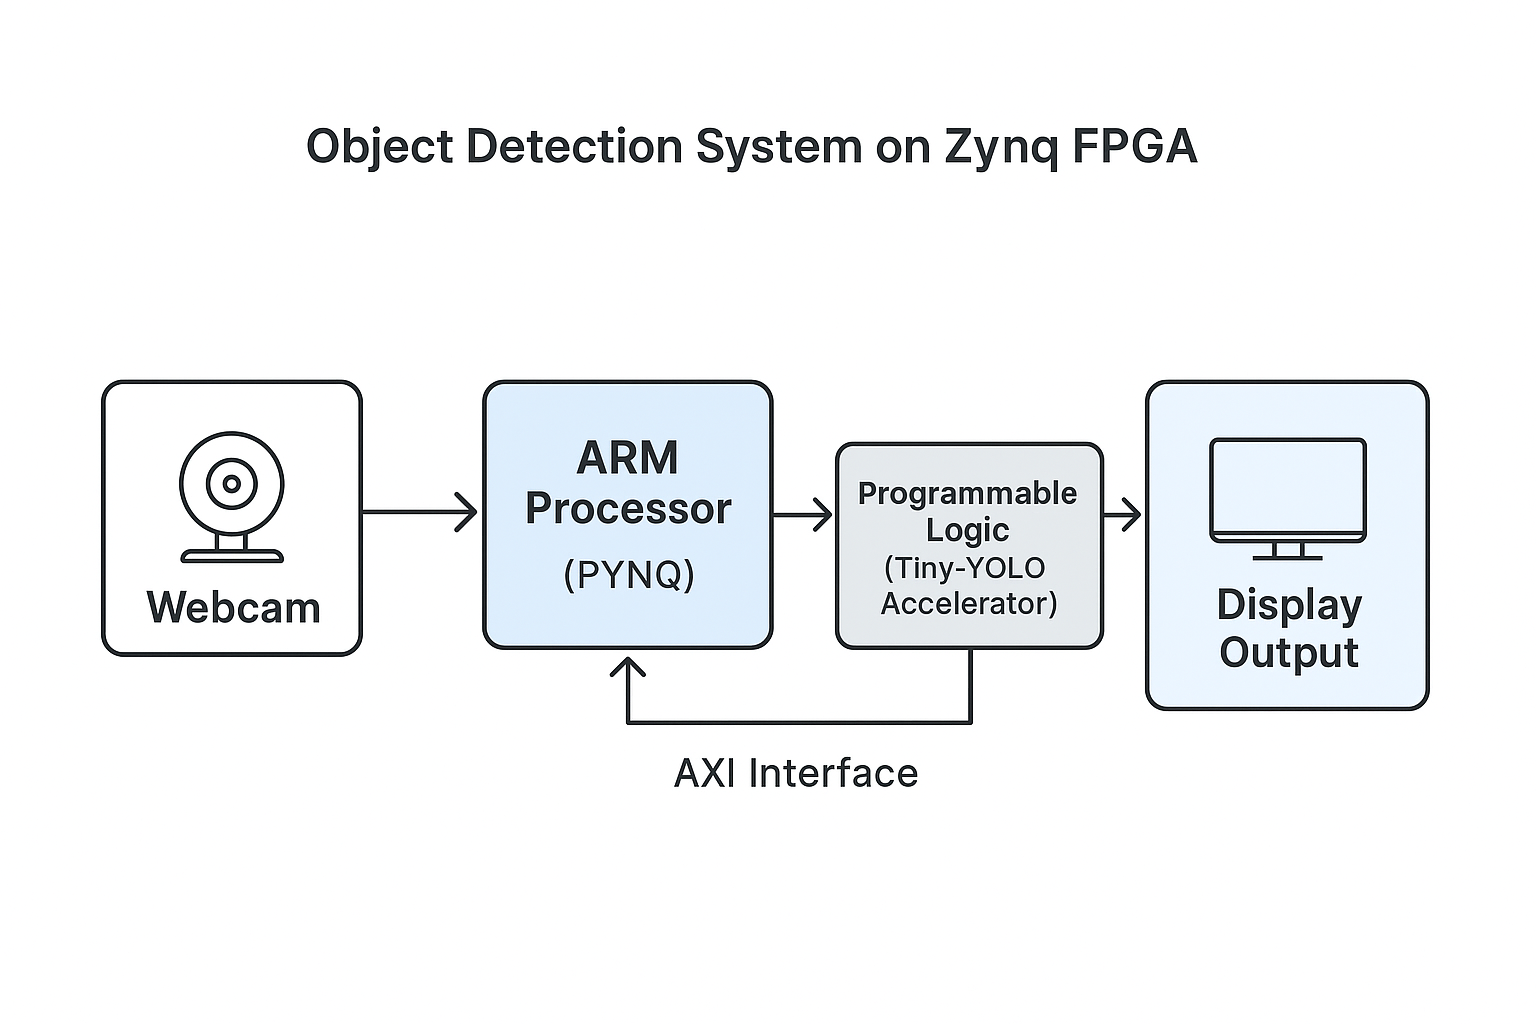 Object Detection System on Zynq FPGA
Webcam
ARM
Processor
(PYNQ)
Programmable
Logic
(Tiny-YOLO
Accelerator)
Display
Output
AXI Interface